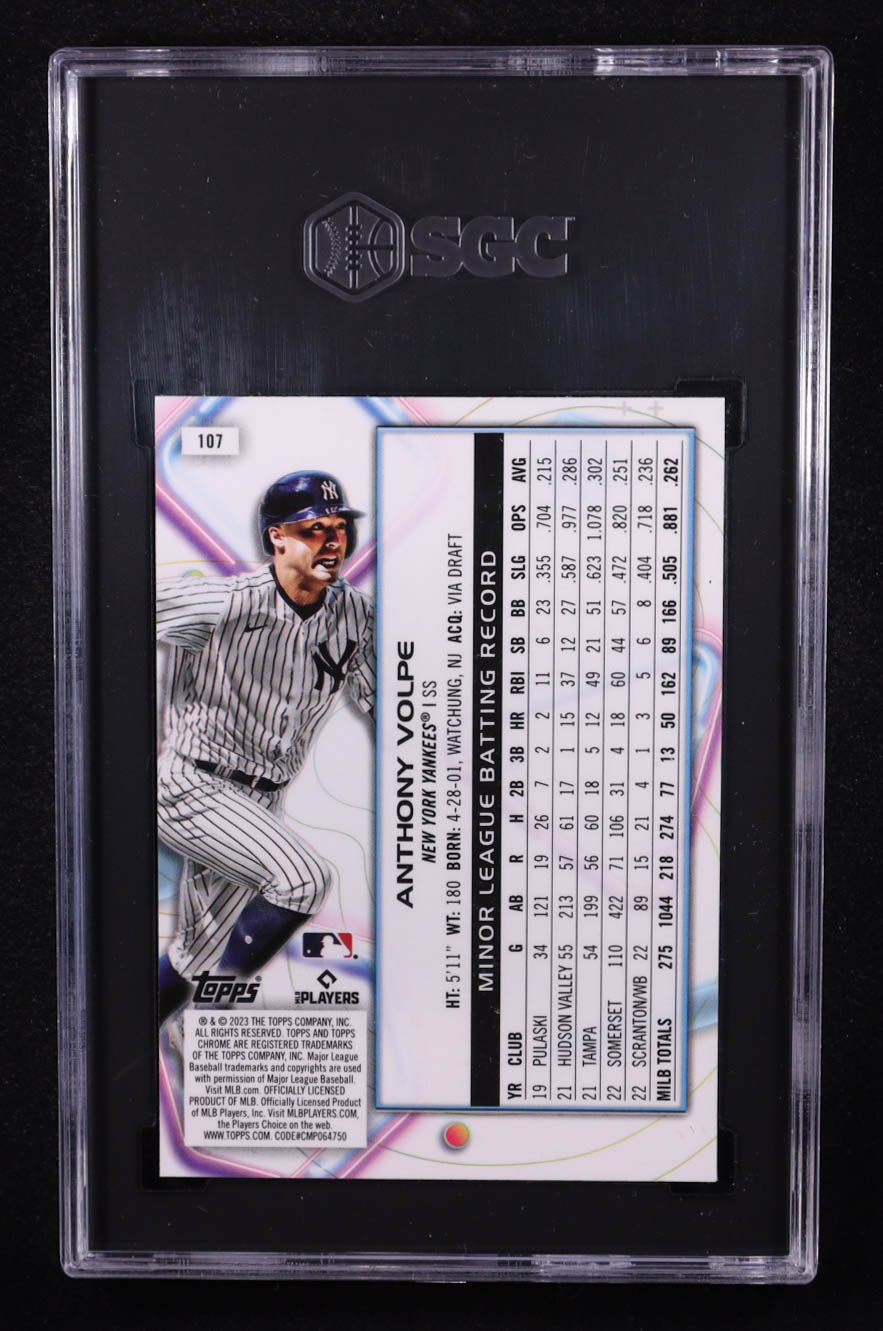 SGC
107
NY
NY
ANTHONY VOLPE
NEW YORK YANKEES® | SS
HT: 5'11" WT: 180 BORN: 4-28-01, WATCHUNG, NJ ACQ: VIA DRAFT
MINOR LEAGUE BATTING RECORD
YR CLUB G AB R H 2B 3B HR RBI SB BB SLG OPS AVG
19 PULASKI 34 121 19 26 7 2 2 11 6 23 .355 .704 .215
21 HUDSON VALLEY 55 213 57 61 17 1 15 37 12 27 .587 .977 .286
21 TAMPA 54 199 56 60 18 5 12 49 21 51 .623 1.078 .302
22 SOMERSET 110 422 71 106 31 4 18 60 44 57 .472 .820 .251
22 SCRANTON/WB 22 89 15 21 4 1 3 5 6 8 .404 .718 .236
MILB TOTALS 275 1044 218 274 77 13 50 162 89 166 .505 .881 .262
TOPPS®
MLB PLAYERS
® & © 2023 THE TOPPS COMPANY, INC.
ALL RIGHTS RESERVED. TOPPS AND TOPPS
CHROME ARE REGISTERED TRADEMARKS
OF THE TOPPS COMPANY, INC. Major League
Baseball trademarks and copyrights are used
with permission of Major League Baseball.
Visit MLB.com. OFFICIALLY LICENSED
PRODUCT OF MLB. Officially Licensed Product
of MLB Players, Inc. Visit MLBPLAYERS.COM,
the Players Choice on the web.
WWW.TOPPS.COM. CODE#CMP064750